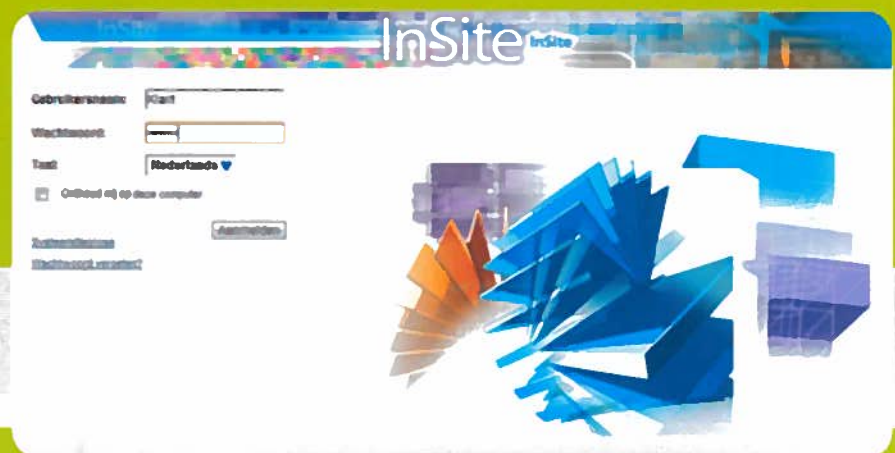 InSite
InSite
Gebruikersnaam: Klant
Wachtwoord:
Taal: Nederlands
Onthoud mij op deze computer
Aanmelden
Wachtwoord vergeten?